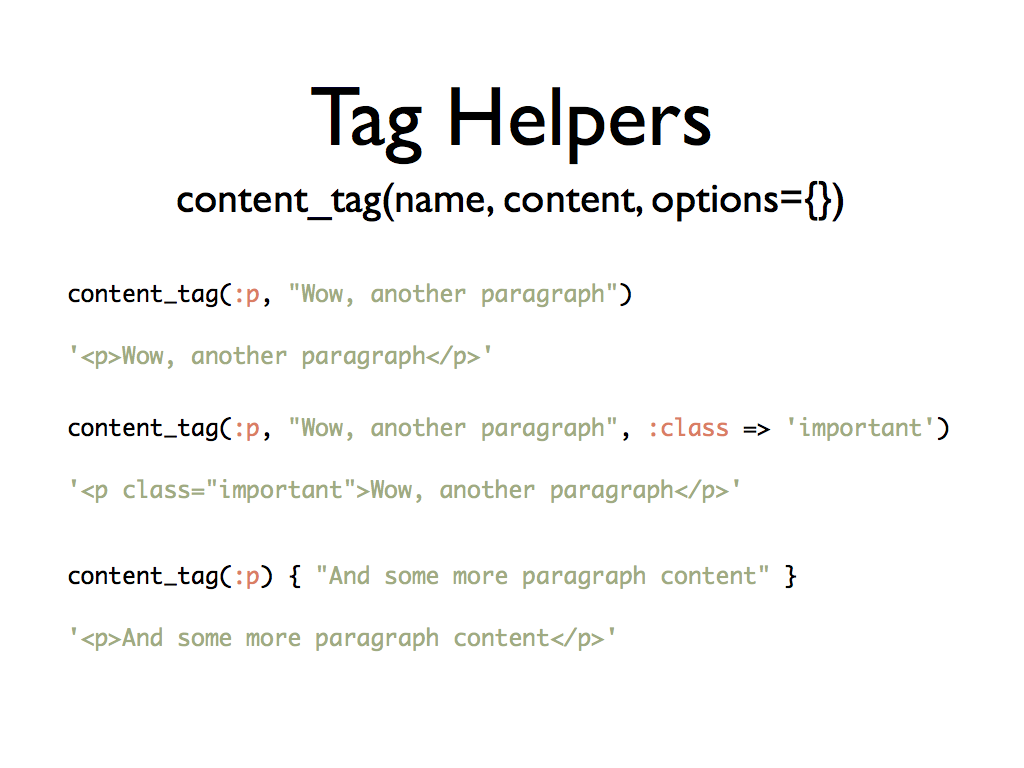 Tag Helpers
content_tag(name, content, options={})
content_tag(:p, "Wow, another paragraph")
'<p>Wow, another paragraph</p>'
content_tag(:p, "Wow, another paragraph", :class => 'important')
'<p class="important">Wow, another paragraph</p>'
content_tag(:p) { "And some more paragraph content" }
'<p>And some more paragraph content</p>'